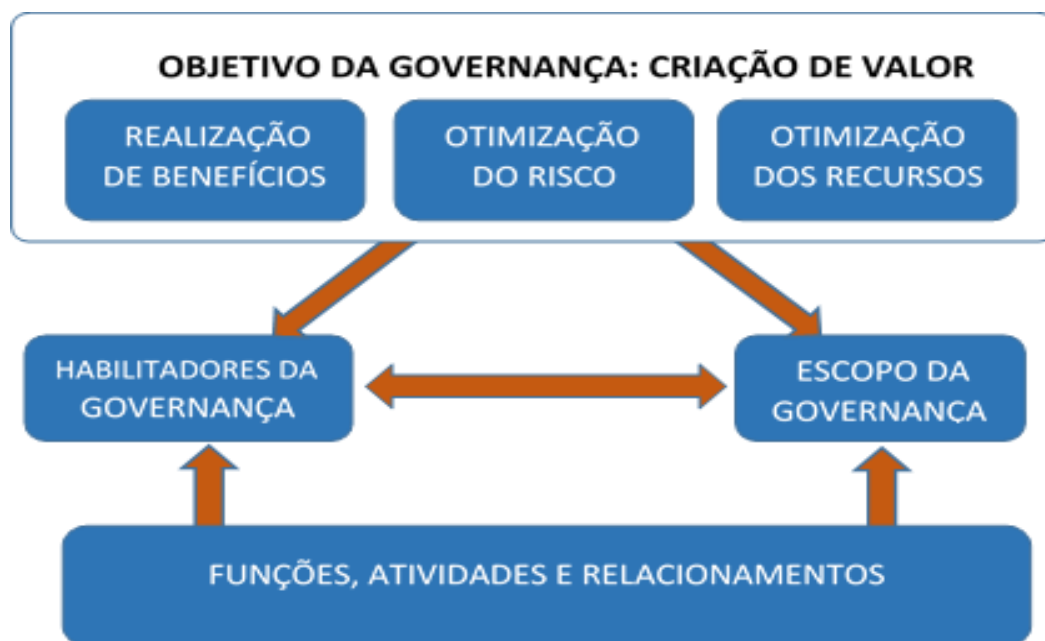 OBJETIVO DA GOVERNANÇA: CRIAÇÃO DE VALOR
REALIZAÇÃO
DE BENEFÍCIOS
OTIMIZAÇÃO
DO RISCO
OTIMIZAÇÃO
DOS RECURSOS
HABILITADORES DA
GOVERNANÇA
ESCOPO DA
GOVERNANÇA
FUNÇÕES, ATIVIDADES E RELACIONAMENTOS